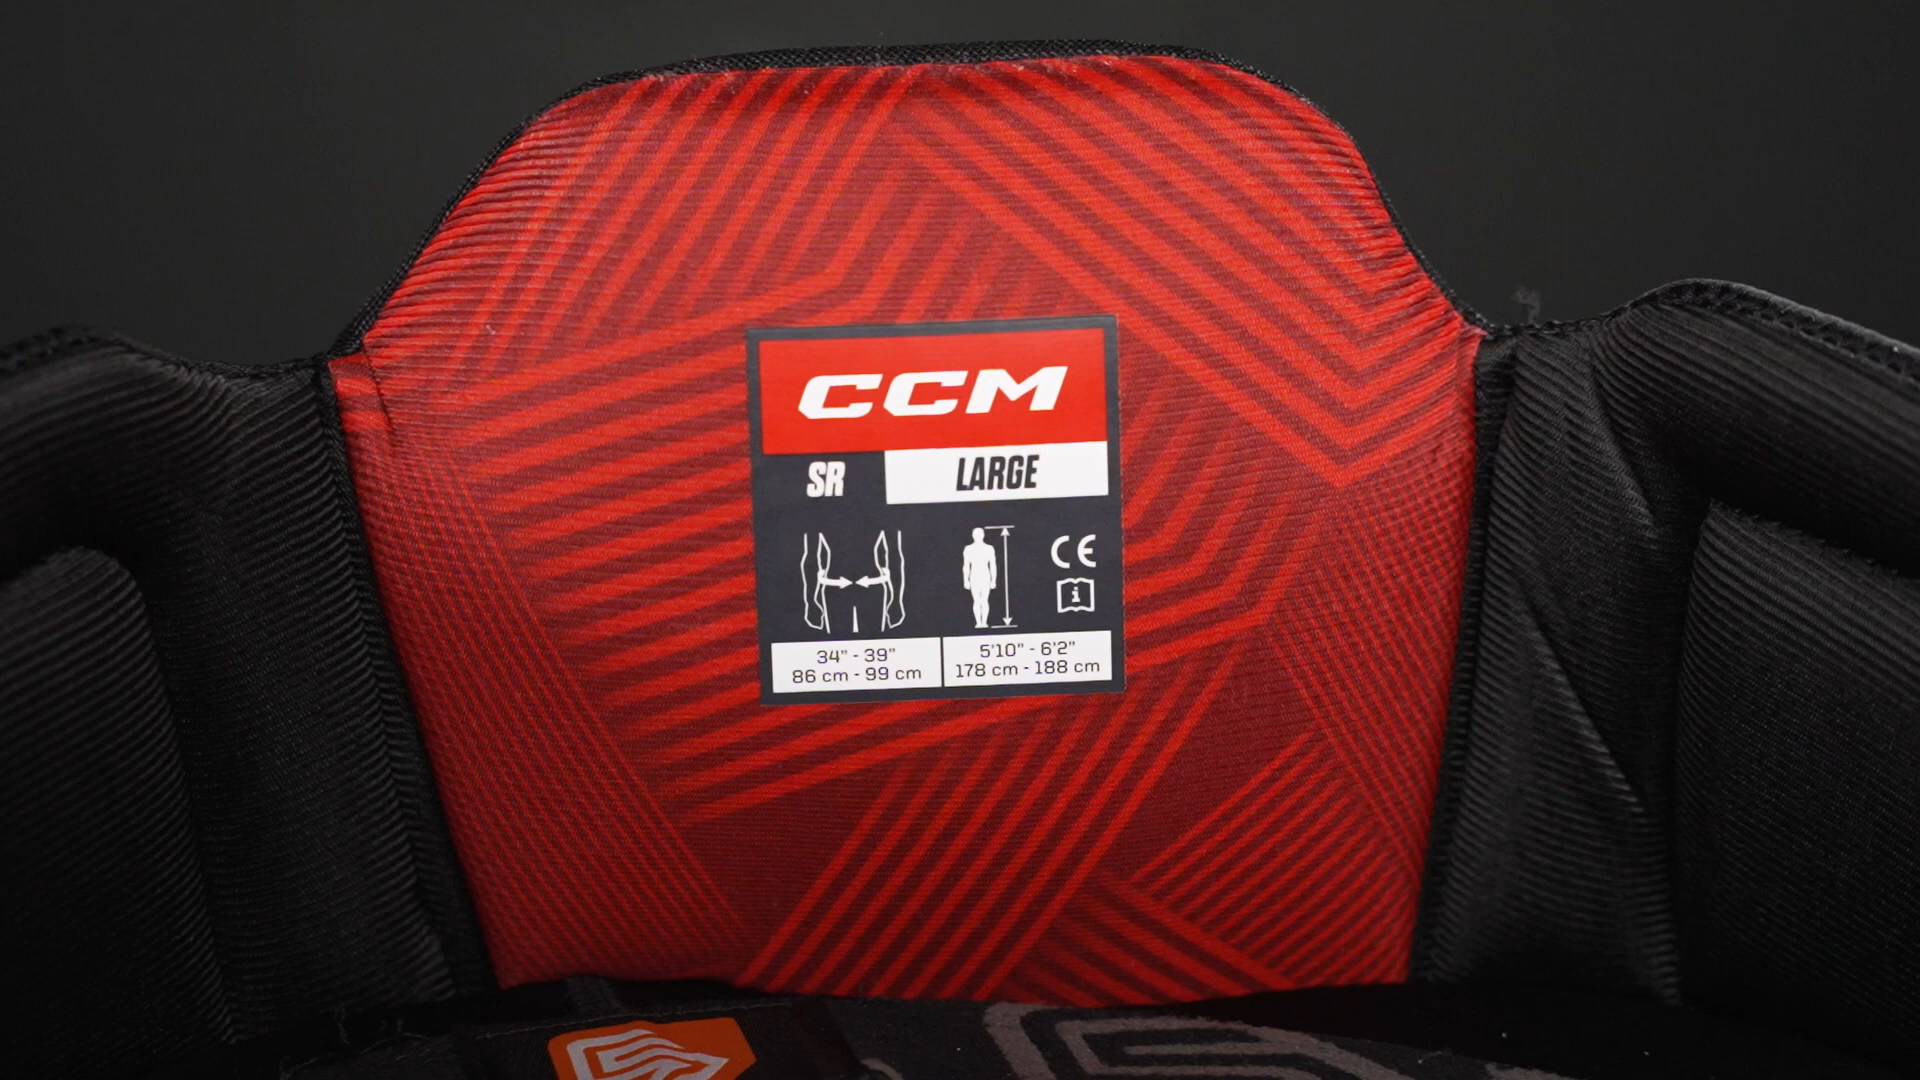 CCM
SR LARGE
CE
i
34" - 39"
86 cm - 99 cm
5'10" - 6'2"
178 cm - 188 cm